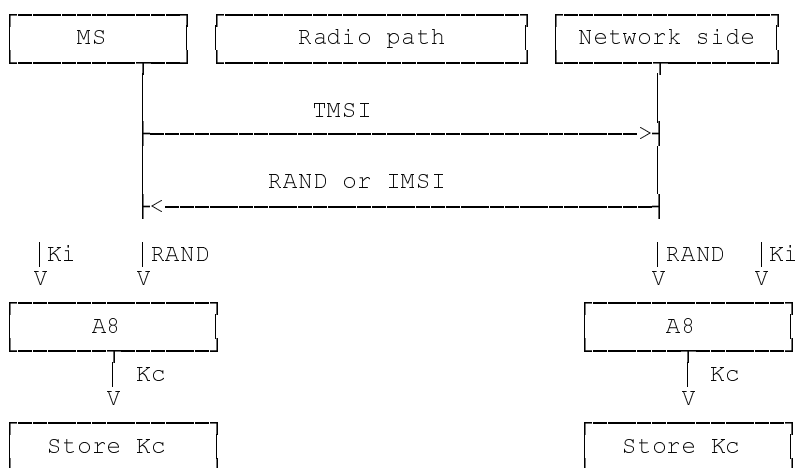 MS Radio path Network side
TMSI
RAND or IMSI
Ki RAND RAND Ki
V V V V
A8 A8
Kc Kc
V V
Store Kc Store Kc